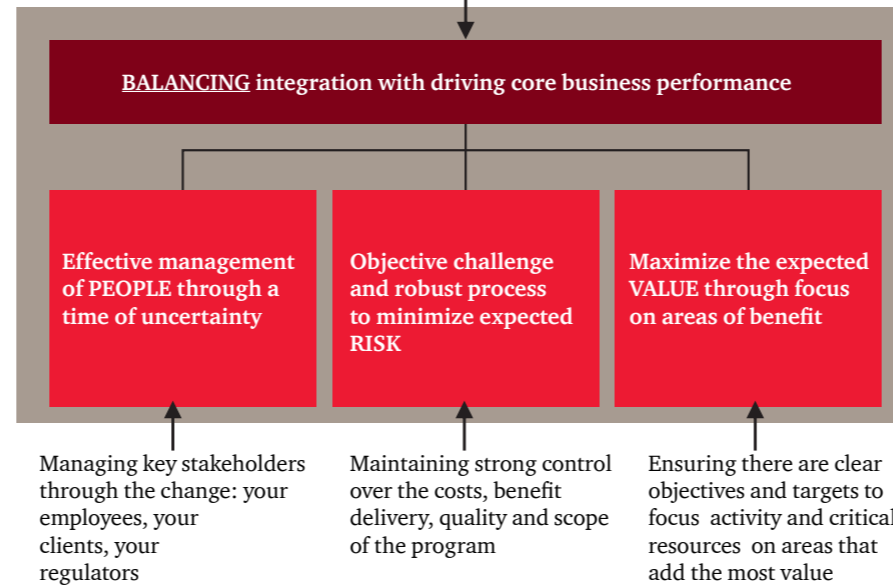 BALANCING integration with driving core business performance
Effective management
of PEOPLE through a
time of uncertainty
Objective challenge
and robust process
to minimize expected
RISK
Maximize the expected
VALUE through focus
on areas of benefit
Managing key stakeholders
through the change: your
employees, your
clients, your
regulators
Maintaining strong control
over the costs, benefit
delivery, quality and scope
of the program
Ensuring there are clear
objectives and targets to
focus activity and critical
resources on areas that
add the most value